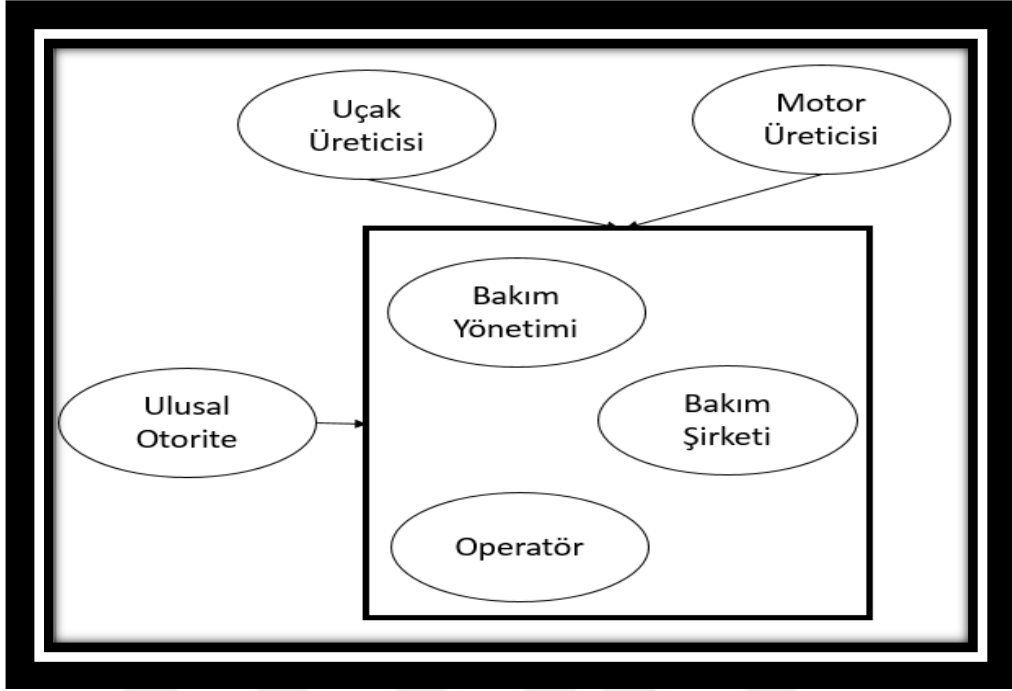 Uçak
Üreticisi
Motor
Üreticisi
Bakım
Yönetimi
Bakım
Şirketi
Ulusal
Otorite
Operatör